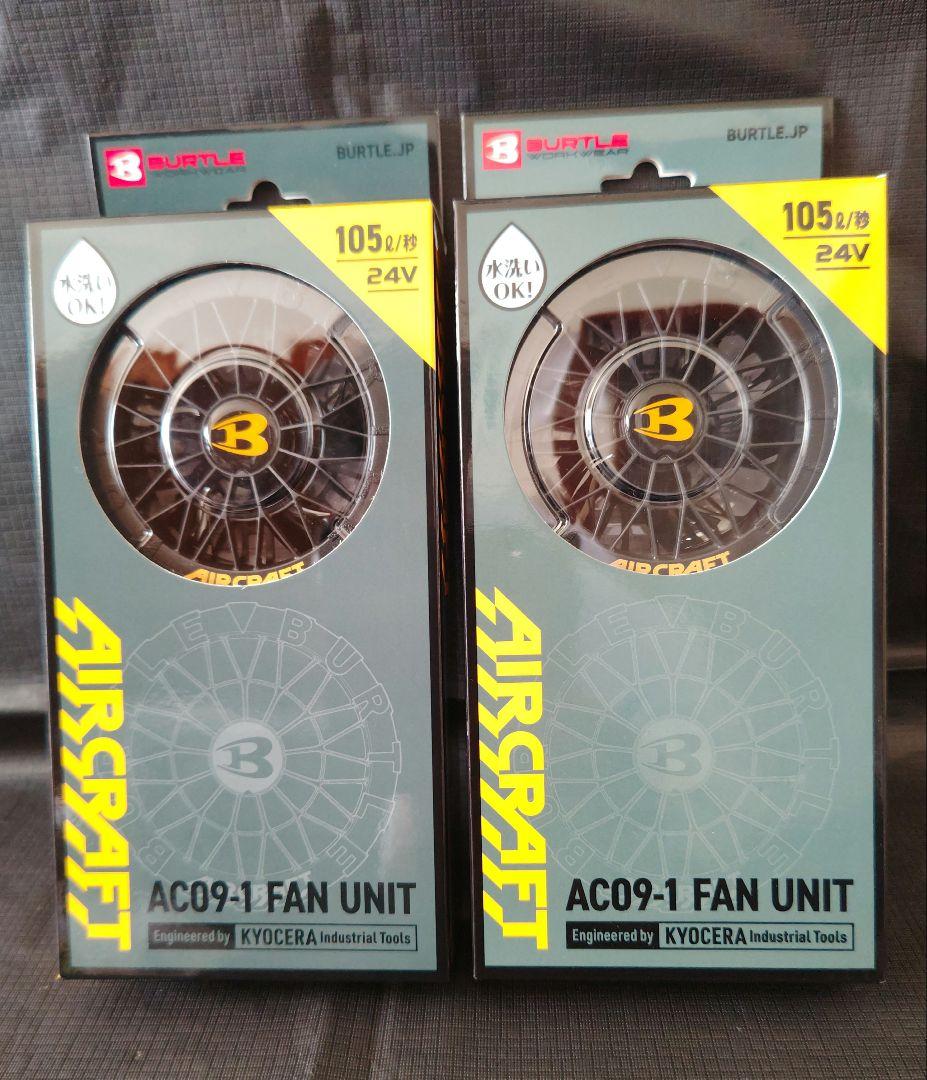 BURTLE
WORKWEAR
BURTLE.JP
105ℓ/秒
24V
水洗い
OK!
B
AIRCRAFT
BURTLE
B
AIRCRAFT
AC09-1 FAN UNIT
Engineered by KYOCERA Industrial Tools
BURTLE
WORKWEAR
BURTLE.JP
105ℓ/秒
24V
水洗い
OK!
B
AIRCRAFT
BURTLE
B
AIRCRAFT
AC09-1 FAN UNIT
Engineered by KYOCERA Industrial Tools